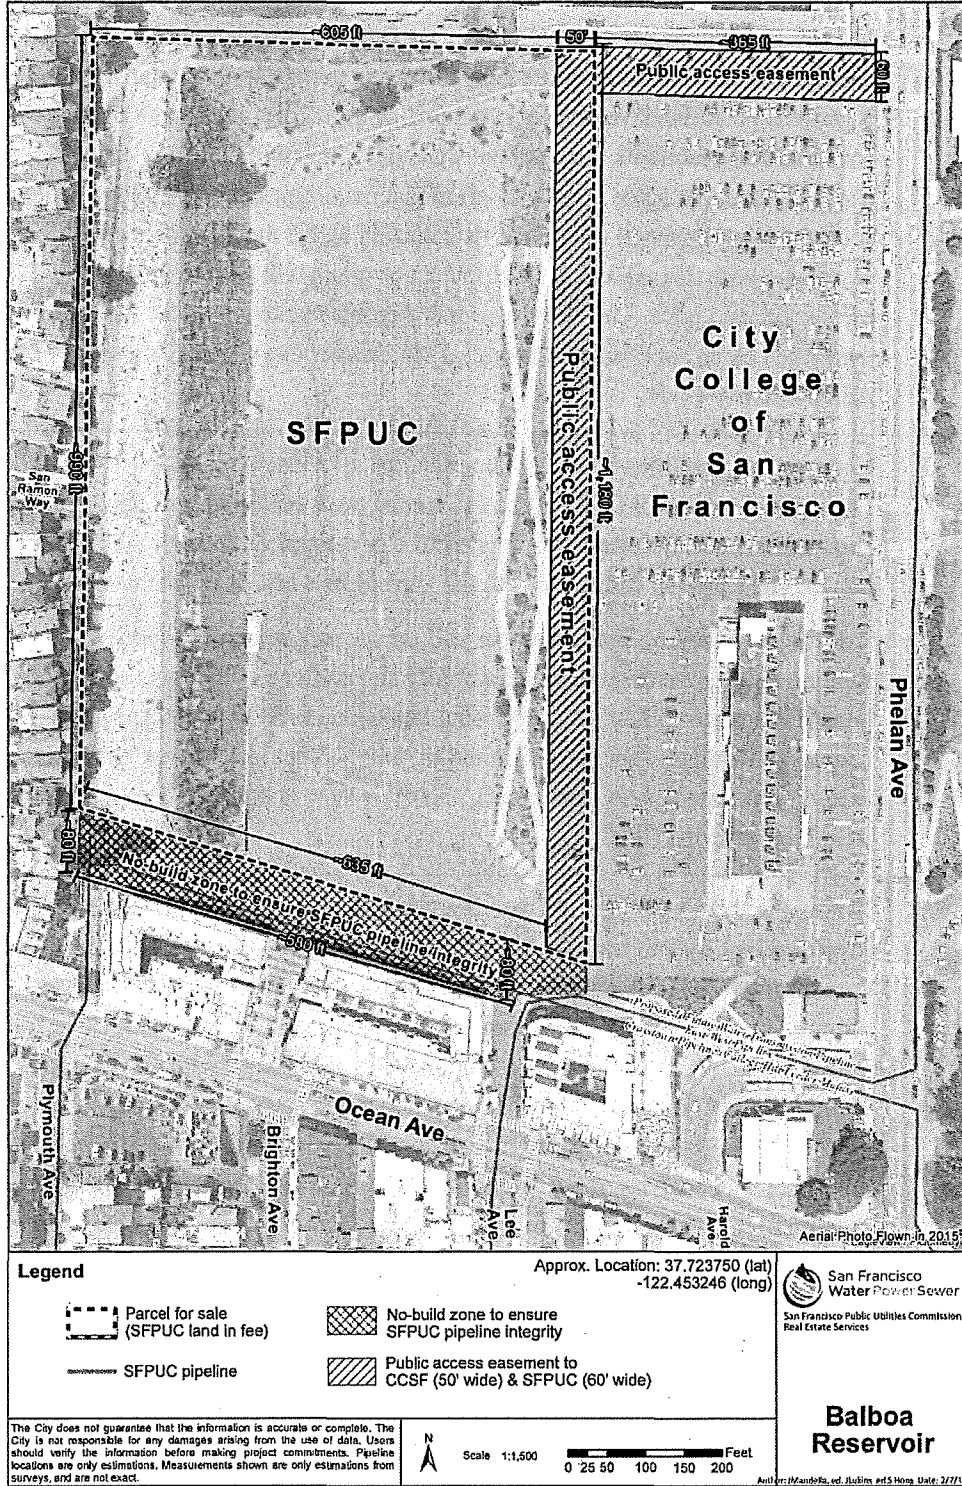 ~605 ft
50'
~365 ft
Public access easement
~60 ft
City
College
of
San
Francisco
SFPUC
Public access easement
~990 ft
San
Ramon
Way
~1,130 ft
Phelan Ave
~635 ft
~80 ft
No-build zone to ensure SFPUC pipeline integrity
~590 ft
~80 ft
Ocean Ave
Plymouth Ave
Brighton Ave
Lee
Ave
Harold
Ave
Aerial Photo Flown in 2015
Legend
Approx. Location: 37.723750 (lat)
-122.453246 (long)
Parcel for sale
(SFPUC land in fee)
No-build zone to ensure
SFPUC pipeline integrity
SFPUC pipeline
Public access easement to
CCSF (50' wide) & SFPUC (60' wide)
San Francisco
Water Power Sewer
San Francisco Public Utilities Commission
Real Estate Services
Balboa
Reservoir
The City does not guarantee that the information is accurate or complete. The
City is not responsible for any damages arising from the use of data. Users
should verify the information before making project commitments. Pipeline
locations are only estimations. Measurements shown are only estimations from
surveys, and are not exact.
N
Scale 1:1,500
Feet
0 25 50 100 150 200